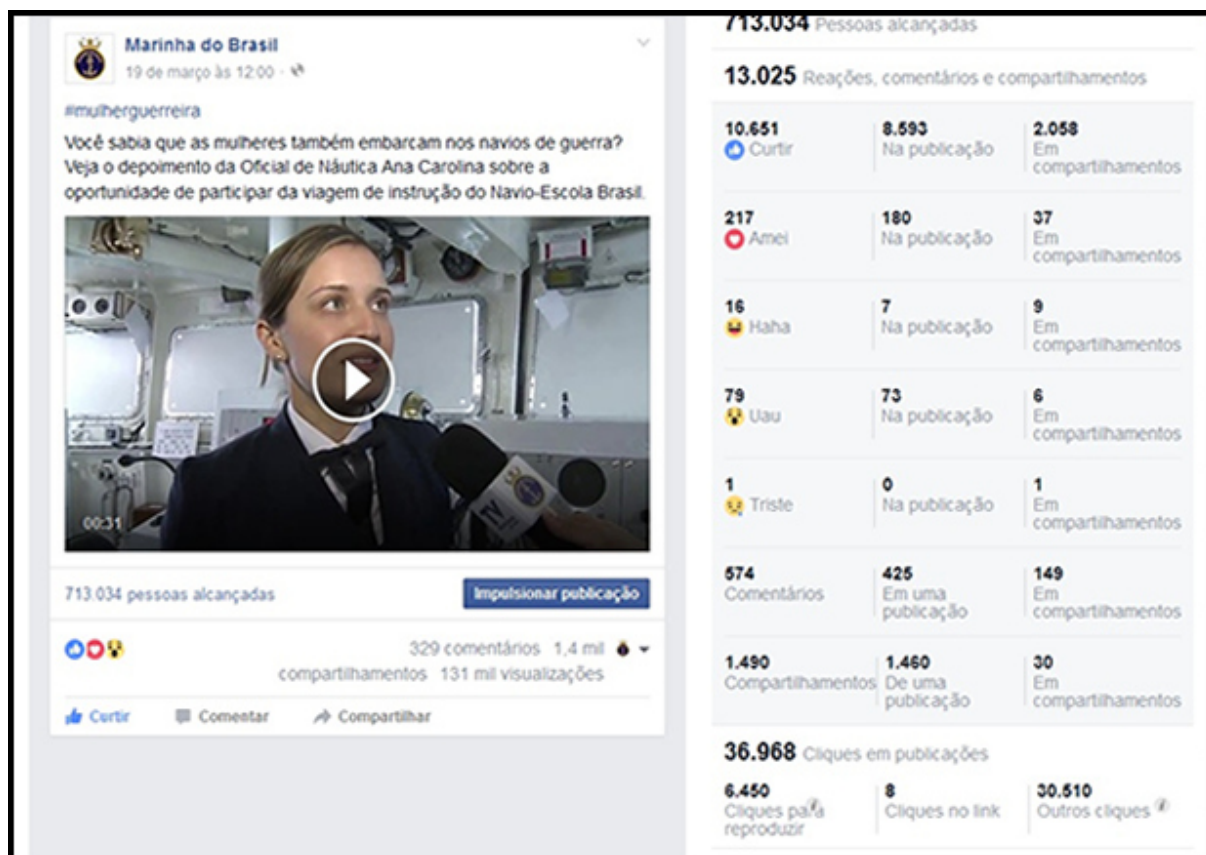 Marinha do Brasil
19 de março às 12:00 ·
#mulherguerreira
Você sabia que as mulheres também embarcam nos navios de guerra?
Veja o depoimento da Oficial de Náutica Ana Carolina sobre a
oportunidade de participar da viagem de instrução do Navio-Escola Brasil.
TV
00:31
713.034 pessoas alcançadas
Impulsionar publicação
329 comentários 1,4 mil
compartilhamentos 131 mil visualizações
Curtir Comentar Compartilhar
713.034 Pessoas alcançadas
13.025 Reações, comentários e compartilhamentos
10.651 8.593 2.058
Curtir Na publicação Em
compartilhamentos
217 180 37
Amei Na publicação Em
compartilhamentos
16 7 9
Haha Na publicação Em
compartilhamentos
79 73 6
Uau Na publicação Em
compartilhamentos
1 0 1
Triste Na publicação Em
compartilhamentos
574 425 149
Comentários Em uma Em
publicação compartilhamentos
1.490 1.460 30
Compartilhamentos De uma Em
publicação compartilhamentos
36.968 Cliques em publicações
6.450 8 30.510
Cliques para Cliques no link Outros cliques
reproduzir